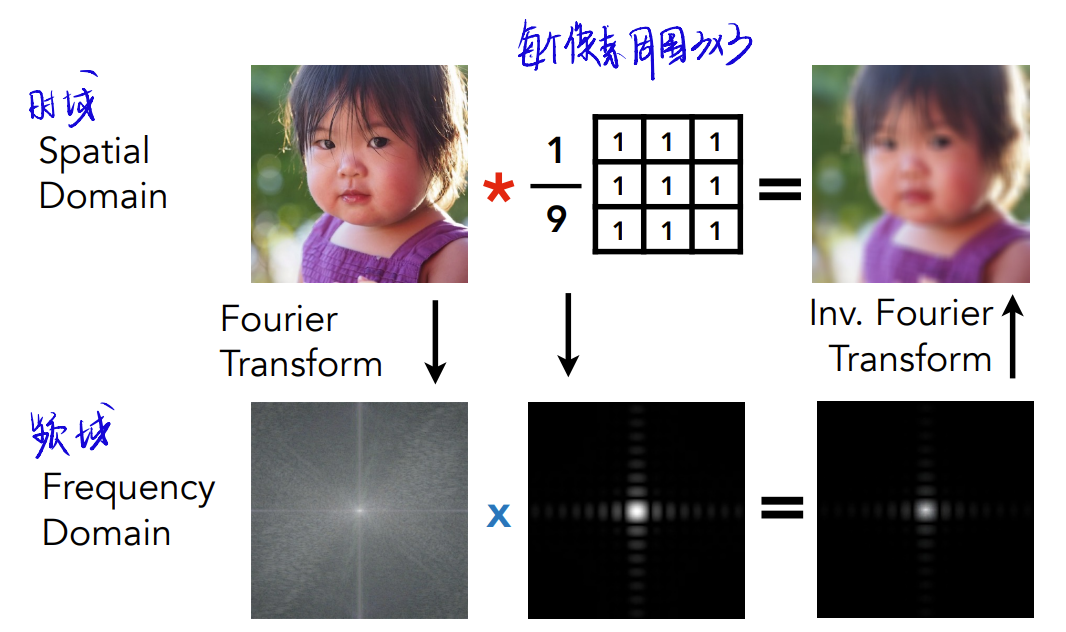 每个像素周围3x3
时域
Spatial
Domain
*
1
9
1 1 1
1 1 1
1 1 1
=
Fourier
Transform
Inv. Fourier
Transform
频域
Frequency
Domain
x
=